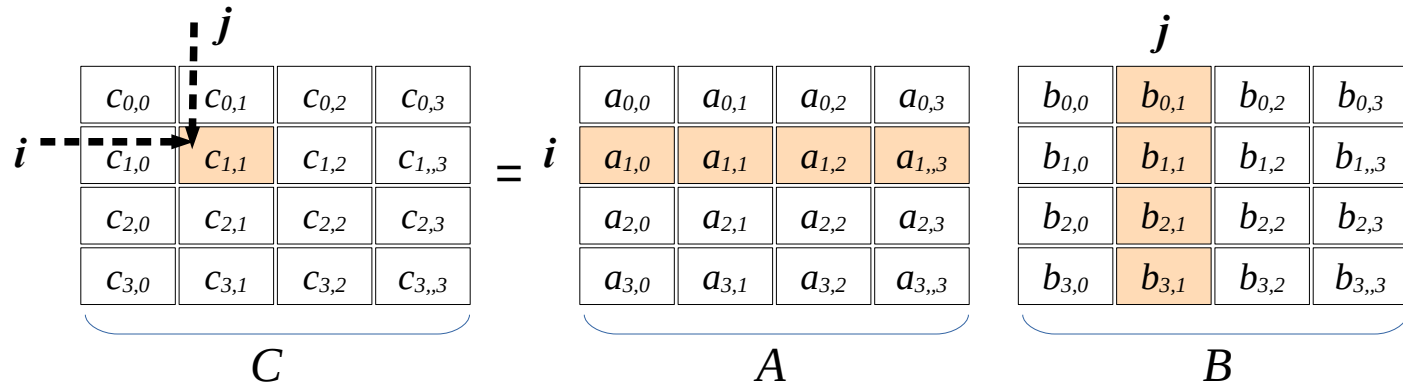 j j
c0,0 c0,1 c0,2 c0,3 a0,0 a0,1 a0,2 a0,3 b0,0 b0,1 b0,2 b0,3
i c1,0 c1,1 c1,2 c1,,3 = i a1,0 a1,1 a1,2 a1,,3 b1,0 b1,1 b1,2 b1,,3
c2,0 c2,1 c2,2 c2,3 a2,0 a2,1 a2,2 a2,3 b2,0 b2,1 b2,2 b2,3
c3,0 c3,1 c3,2 c3,,3 a3,0 a3,1 a3,2 a3,,3 b3,0 b3,1 b3,2 b3,,3
C A B